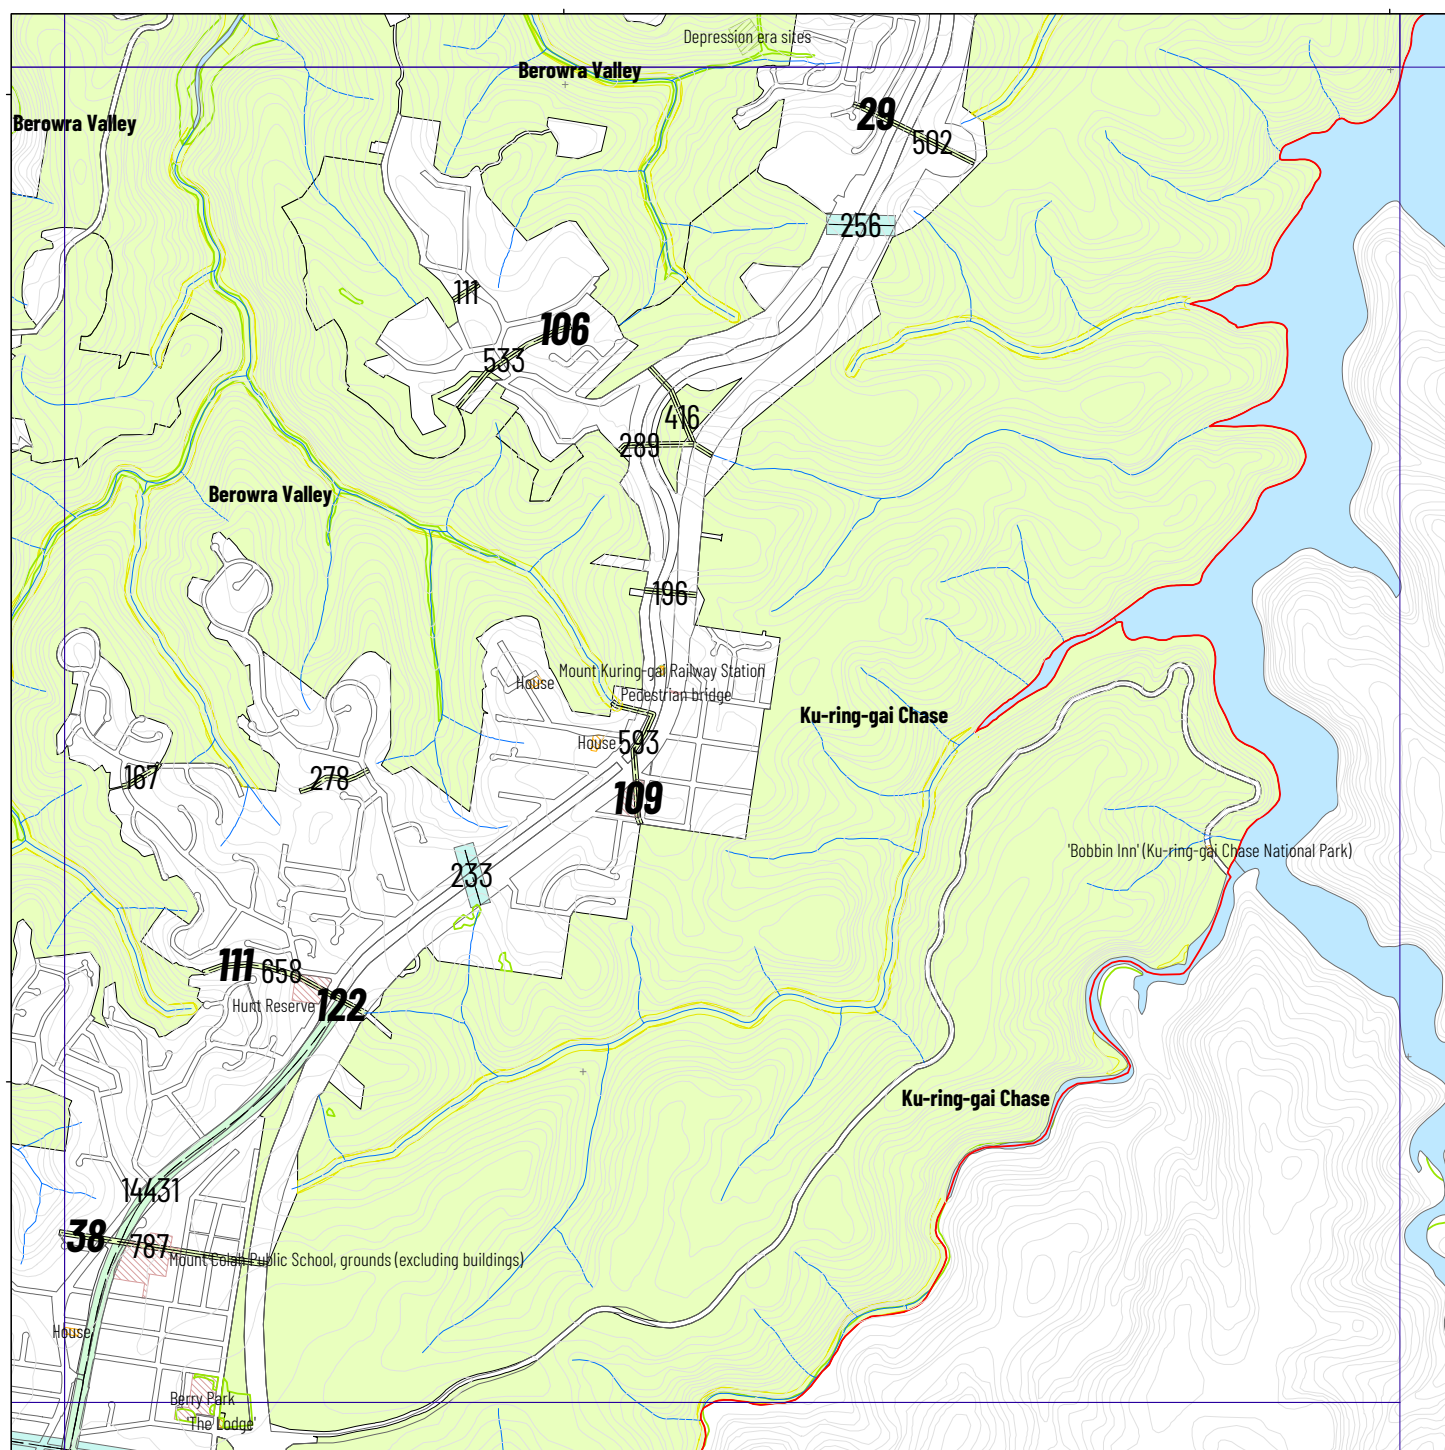 Depression era sites
Berowra Valley
Berowra Valley
29
502
256
111
106
533
416
289
Berowra Valley
196
Mount Kuring-gai Railway Station
House
Pedestrian bridge
Ku-ring-gai Chase
House
593
167
278
109
'Bobbin Inn' (Ku-ring-gai Chase National Park)
233
111
658
Hunt Reserve
122
Ku-ring-gai Chase
14431
38
787
Mount Colah Public School, grounds (excluding buildings)
House
Berry Park
'The Lodge'